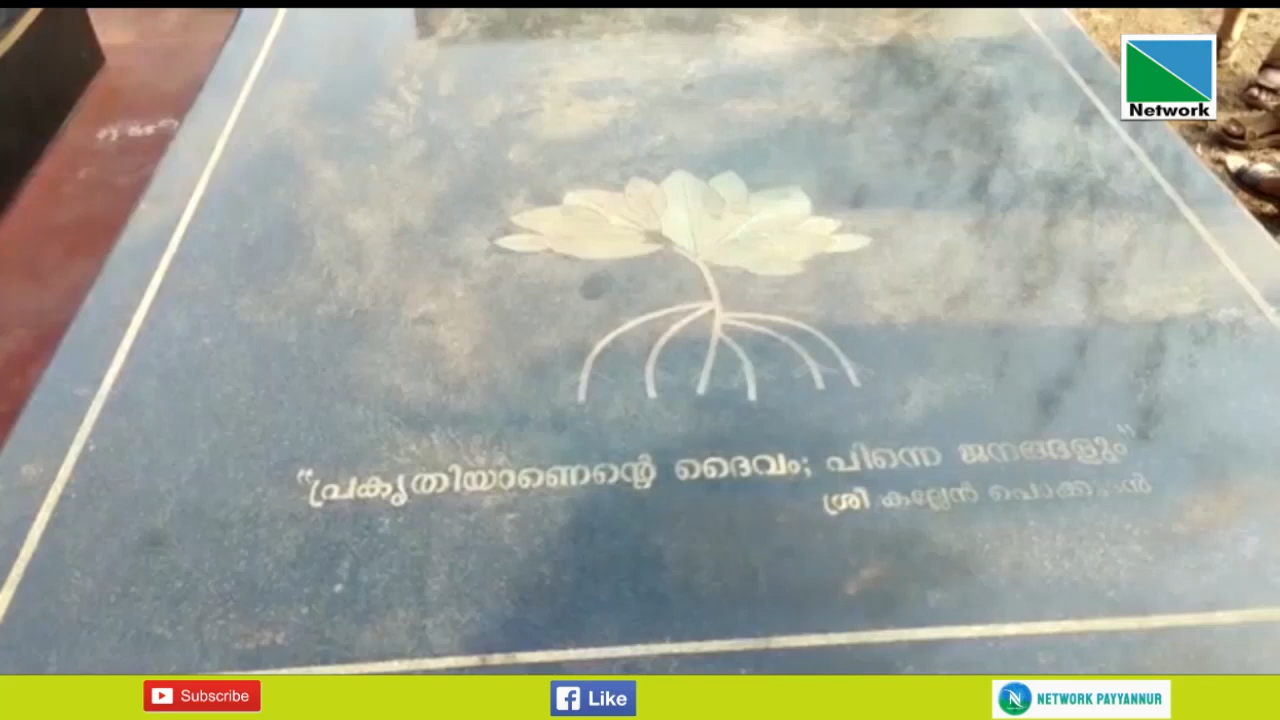 Network
“പ്രകൃതിയാണെന്റെ ദൈവം; പിന്നെ ജനങ്ങളും”
ശ്രീ കല്ലേൻ പൊക്കുടൻ
Subscribe
Like
NETWORK PAYYANNUR